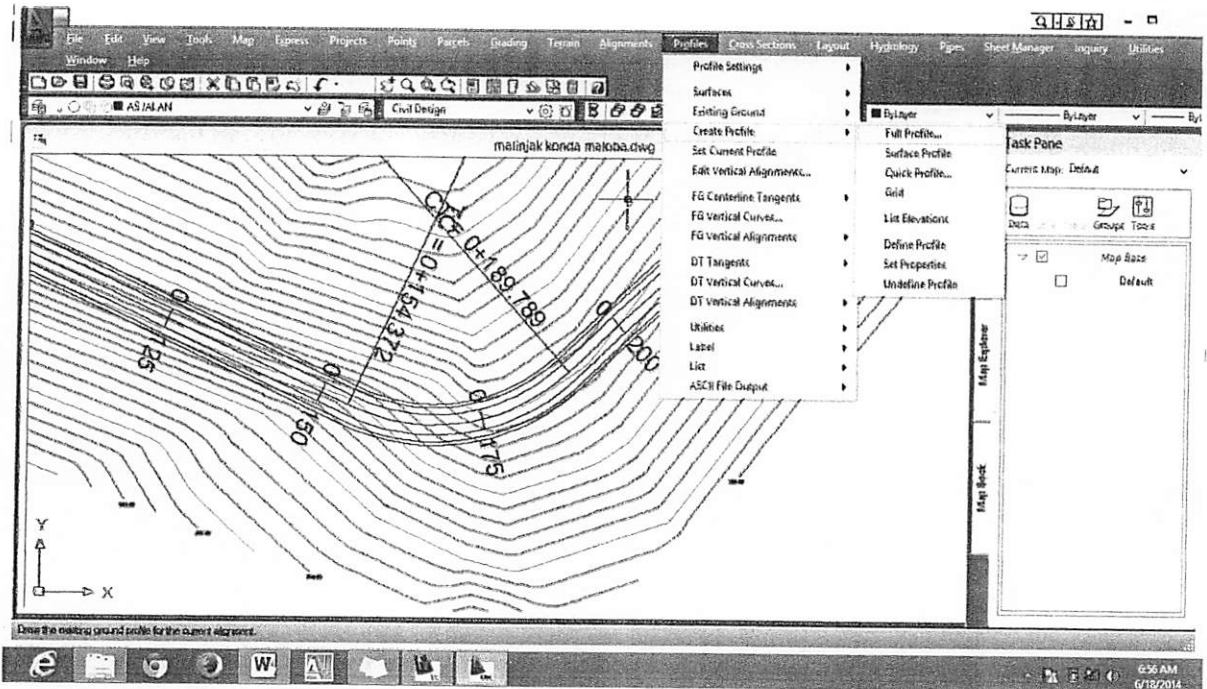 File Edit View Tools Map Express Projects Points Parcels Grading Terrain Alignments Profiles Cross Sections Layout Hydrology Pipes Sheet Manager Inquiry Utilities
Window Help
AS JALAN
Civil Design
ByLayer
ByLayer
malinjak konda maloba.dwg
Profile Settings
Surfaces
Existing Ground
Create Profile
Set Current Profile
Edit Vertical Alignments...
FG Centerline Tangents
FG Vertical Curves...
FG Vertical Alignments
DT Tangents
DT Vertical Curves...
DT Vertical Alignments
Utilities
Label
List
ASCII File Output
Full Profile...
Surface Profile
Quick Profile...
Grid
List Elevations
Define Profile
Set Properties
Undefine Profile
Task Pane
Current Map: Default
Data
Groups Tools
Map Base
Default
Map Explorer
Map Book
0+125
0+150
= 0+154.372
0+175
0+189.789
0+200
Y
X
Draw the existing ground profile for the current alignment.
6:56 AM
6/18/2014